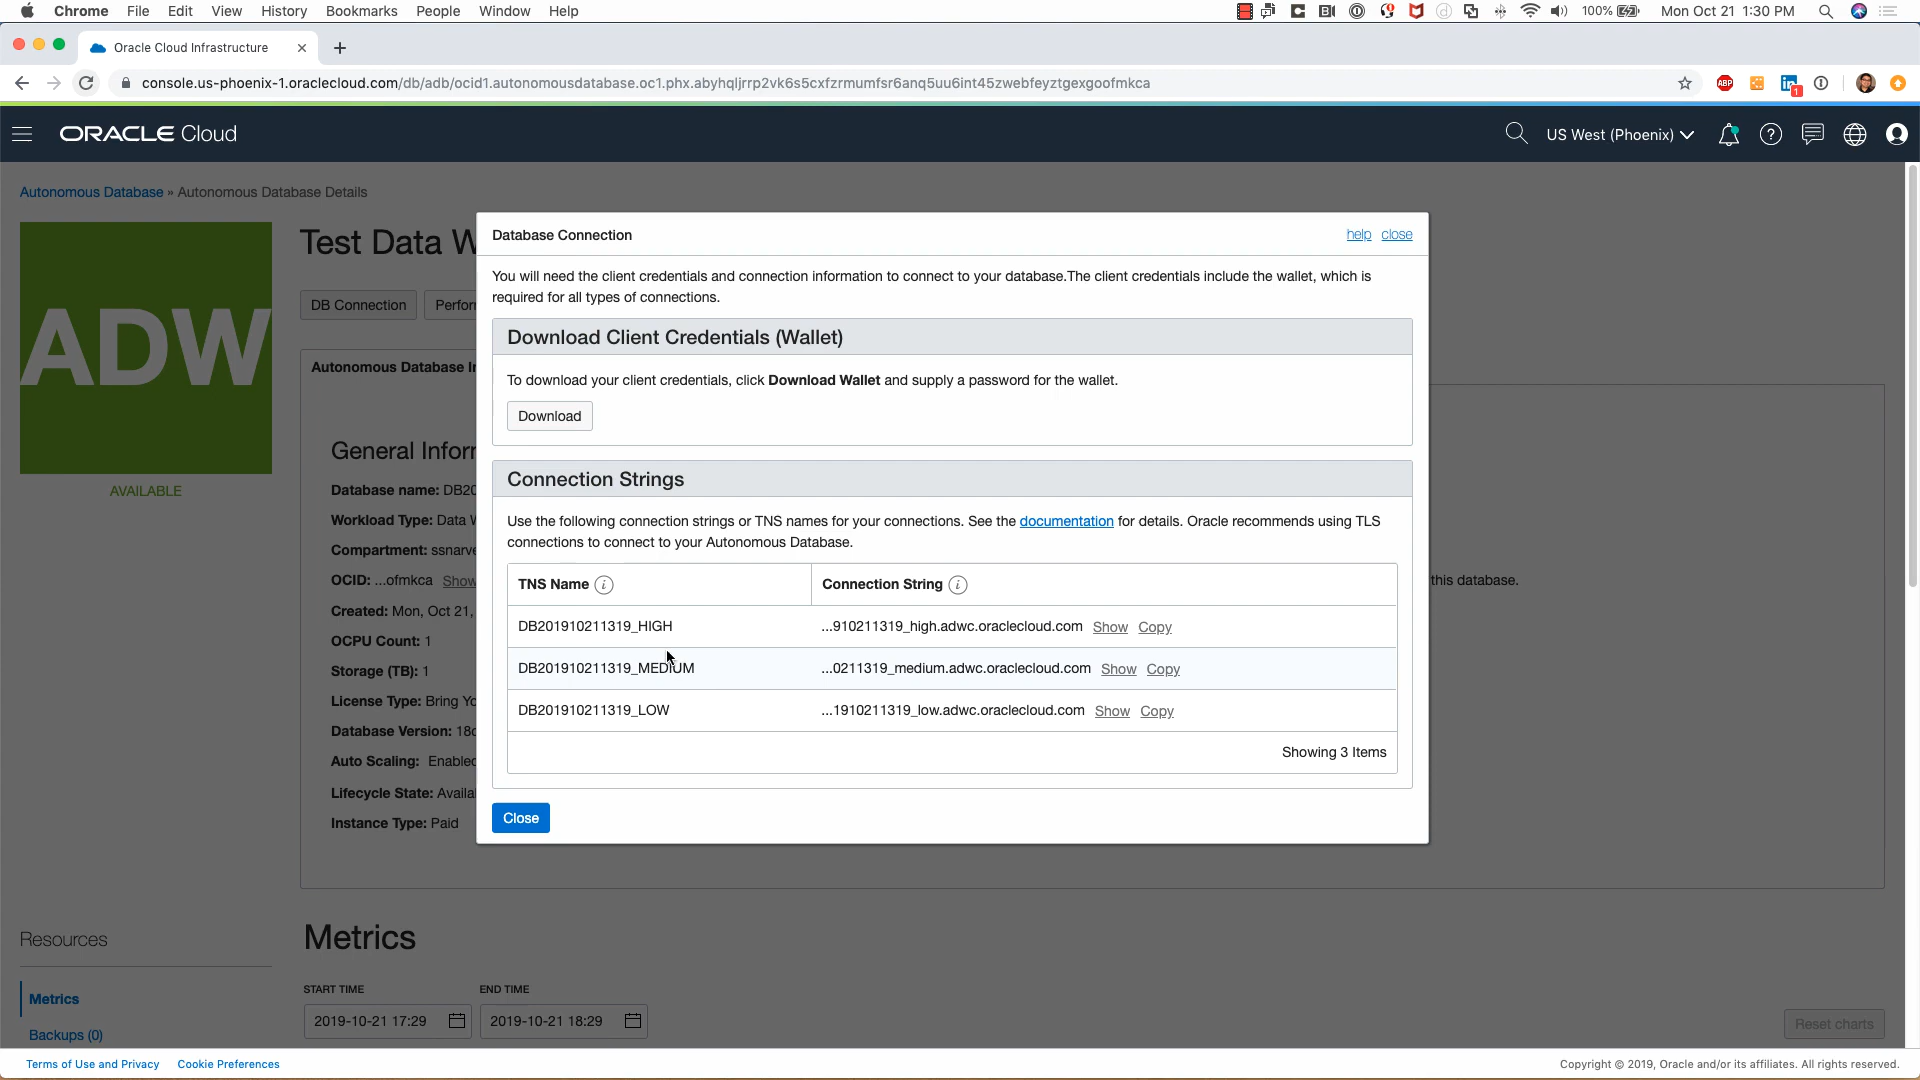 Chrome File Edit View History Bookmarks People Window Help
100% Mon Oct 21 1:30 PM
Oracle Cloud Infrastructure
console.us-phoenix-1.oraclecloud.com/db/adb/ocid1.autonomousdatabase.oc1.phx.abyhqljrrp2vk6s5cxfzrmumfsr6anq5uu6int45zwebfeyztgexgoofmkca
ABP
1
ORACLE Cloud
US West (Phoenix)
Autonomous Database » Autonomous Database Details
ADW
AVAILABLE
Test Data W
DB Connection Perform
Autonomous Database In
General Inform
Database name: DB20
Workload Type: Data W
Compartment: ssnarve
OCID: ...ofmkca Show
Created: Mon, Oct 21,
OCPU Count: 1
Storage (TB): 1
License Type: Bring Yo
Database Version: 18c
Auto Scaling: Enabled
Lifecycle State: Availa
Instance Type: Paid
this database.
Database Connection
help close
You will need the client credentials and connection information to connect to your database.The client credentials include the wallet, which is
required for all types of connections.
Download Client Credentials (Wallet)
To download your client credentials, click Download Wallet and supply a password for the wallet.
Download
Connection Strings
Use the following connection strings or TNS names for your connections. See the documentation for details. Oracle recommends using TLS
connections to connect to your Autonomous Database.
TNS Name Connection String
DB201910211319_HIGH ...910211319_high.adwc.oraclecloud.com Show Copy
DB201910211319_MEDIUM ...0211319_medium.adwc.oraclecloud.com Show Copy
DB201910211319_LOW ...1910211319_low.adwc.oraclecloud.com Show Copy
Showing 3 Items
Close
Resources
Metrics
Backups (0)
Metrics
START TIME END TIME
2019-10-21 17:29 2019-10-21 18:29
Reset charts
Terms of Use and Privacy Cookie Preferences
Copyright © 2019, Oracle and/or its affiliates. All rights reserved.